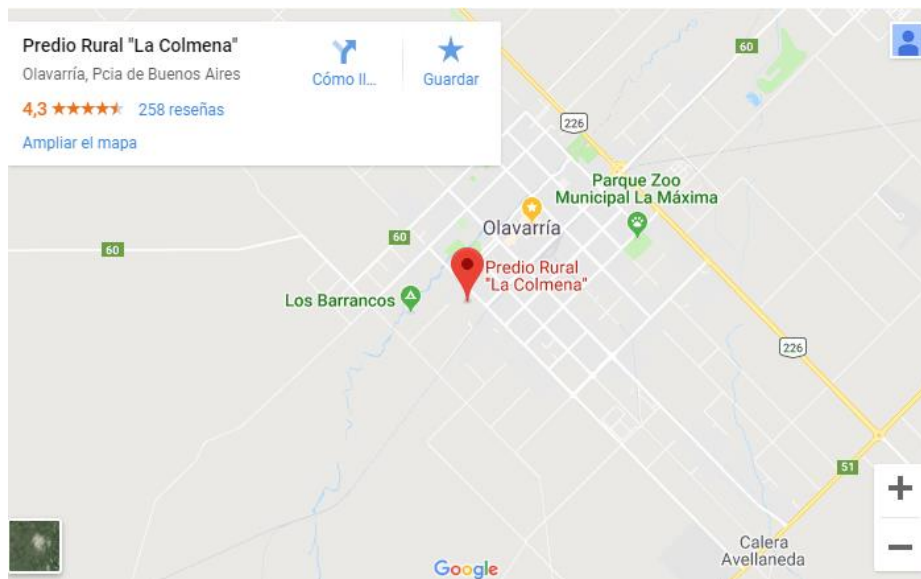 Predio Rural "La Colmena"
Olavarría, Pcia de Buenos Aires
4,3
258 reseñas
Ampliar el mapa
Cómo ll...
Guardar
60
226
Parque Zoo
Municipal La Máxima
Olavarría
60
60
Predio Rural
"La Colmena"
Los Barrancos
226
51
Calera
Avellaneda
Google